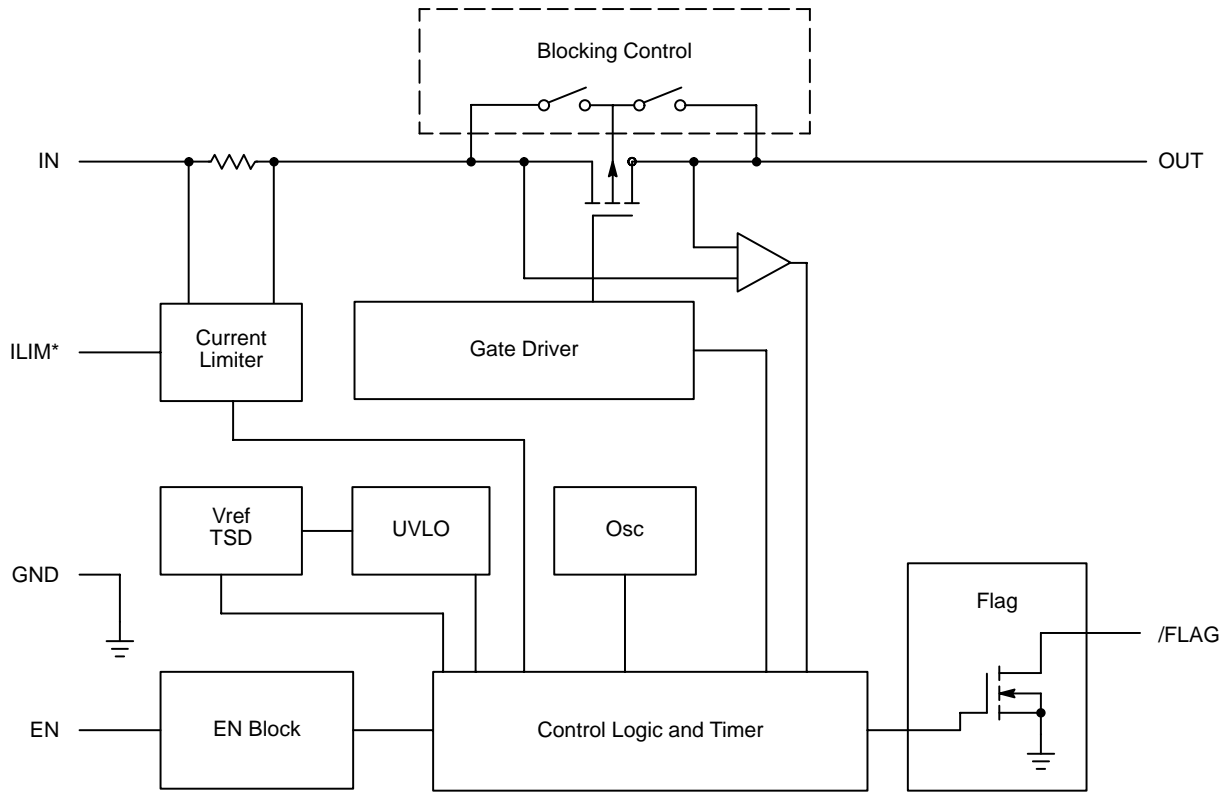 Blocking Control
IN
OUT
Current
Limiter
ILIM*
Gate Driver
Vref
TSD
UVLO
Osc
GND
Flag
/FLAG
EN
EN Block
Control Logic and Timer